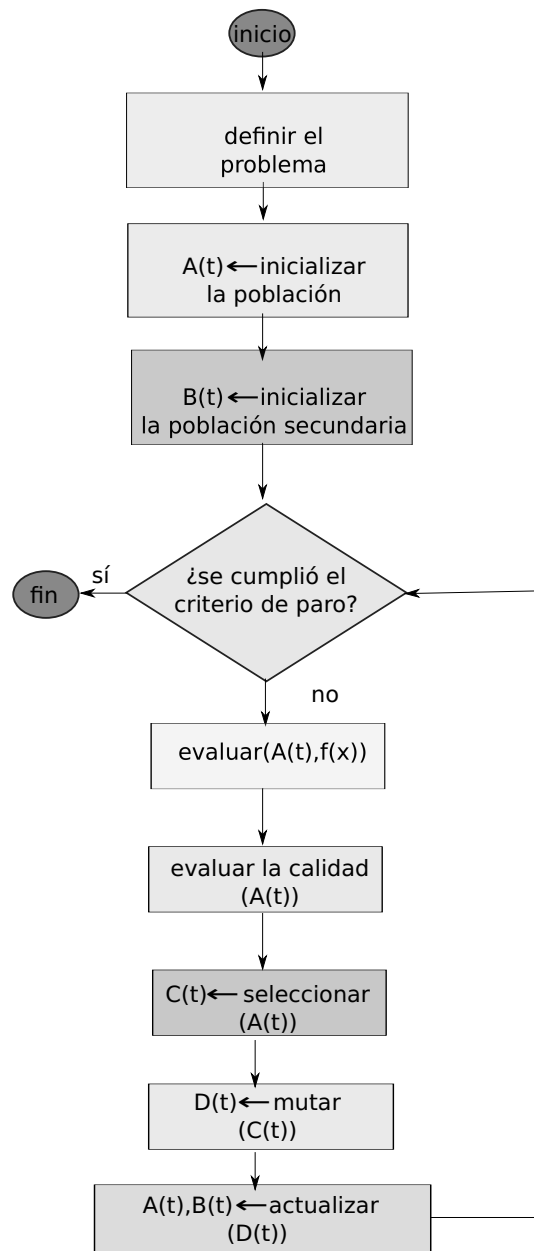 inicio
definir el
problema
A(t)←inicializar
la población
B(t)←inicializar
la población secundaria
¿se cumplió el
criterio de paro?
sí
fin
no
evaluar(A(t),f(x))
evaluar la calidad
(A(t))
C(t)← seleccionar
(A(t))
D(t)← mutar
(C(t))
A(t),B(t)←actualizar
(D(t))